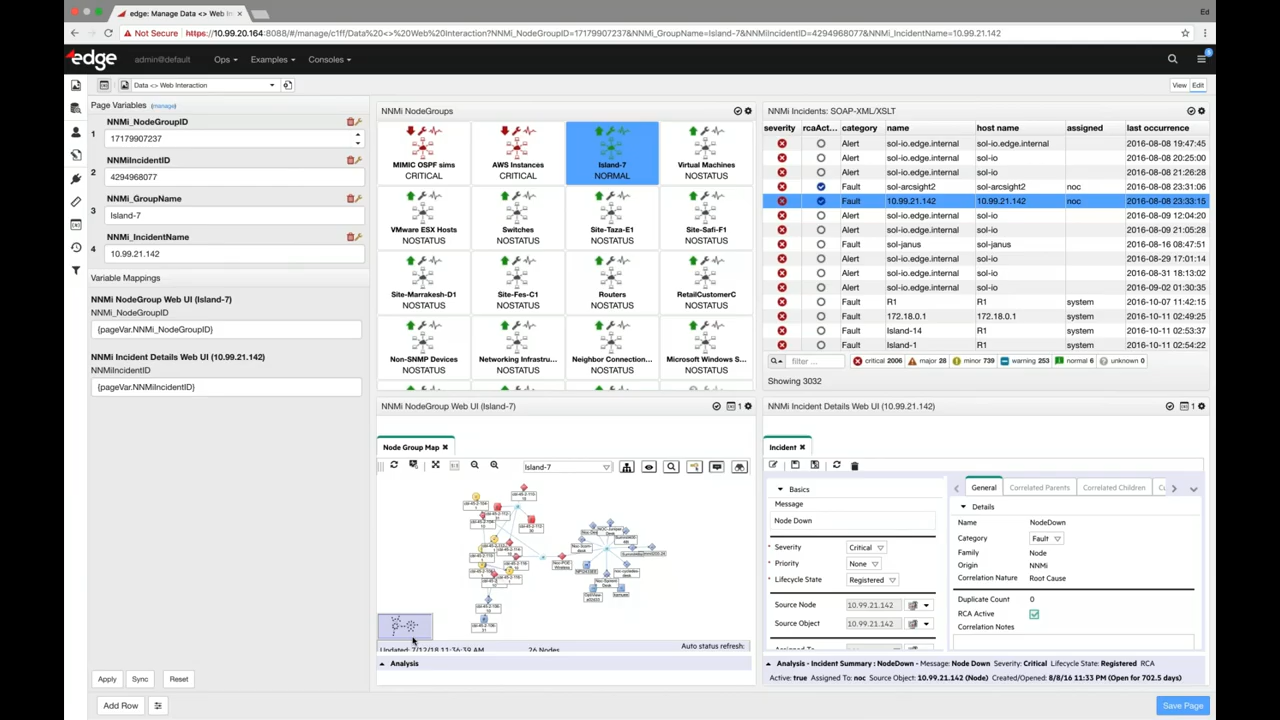 edge: Manage Data <> Web In
Ed
Not Secure https://10.99.20.164:8088/#/manage/c1ff/Data%20<>%20Web%20Interaction?NNMi_NodeGroupID=17179907237&NNMi_GroupName=Island-7&NNMiIncidentID=4294968077&NNMi_IncidentName=10.99.21.142
edge admin@default Ops Examples Consoles
Data <> Web Interaction
View Edit
Page Variables (manage)
1 NNMi_NodeGroupID
17179907237
2 NNMiIncidentID
4294968077
3 NNMi_GroupName
Island-7
4 NNMi_IncidentName
10.99.21.142
Variable Mappings
NNMi NodeGroup Web UI (Island-7)
NNMi_NodeGroupID
{pageVar.NNMi_NodeGroupID}
NNMi Incident Details Web UI (10.99.21.142)
NNMiIncidentID
{pageVar.NNMiIncidentID}
Apply Sync Reset
Add Row
NNMi NodeGroups
MIMIC OSPF sims AWS Instances Island-7 Virtual Machines
CRITICAL CRITICAL NORMAL NOSTATUS
VMware ESX Hosts Switches Site-Taza-E1 Site-Safi-F1
NOSTATUS NOSTATUS NOSTATUS NOSTATUS
Site-Marrakesh-D1 Site-Fes-C1 Routers RetailCustomerC
NOSTATUS NOSTATUS NOSTATUS NOSTATUS
Non-SNMP Devices Networking Infrastru... Neighbor Connection... Microsoft Windows S...
NOSTATUS NOSTATUS NOSTATUS NOSTATUS
NNMi Incidents: SOAP-XML/XSLT
severity rcaAct... category name host name assigned last occurrence
Alert sol-io.edge.internal sol-io.edge.internal 2016-08-08 19:47:45
Alert sol-io.edge.internal sol-io 2016-08-08 20:25:00
Alert sol-io.edge.internal sol-io 2016-08-08 21:26:28
Fault sol-arcsight2 sol-arcsight2 noc 2016-08-08 23:31:06
Fault 10.99.21.142 10.99.21.142 noc 2016-08-08 23:33:15
Alert sol-io.edge.internal sol-io 2016-08-09 12:04:20
Alert sol-io.edge.internal sol-io 2016-08-09 21:05:28
Fault sol-janus sol-janus 2016-08-16 08:47:51
Alert sol-io.edge.internal sol-io 2016-08-29 17:01:14
Alert sol-io.edge.internal sol-io 2016-08-31 18:13:02
Alert sol-io.edge.internal sol-io 2016-09-02 01:30:35
Fault R1 R1 system 2016-10-07 11:42:15
Fault 172.18.0.1 172.18.0.1 system 2016-10-11 02:49:25
Alert Island-14 R1 system 2016-10-11 02:53:37
Alert Island-1 R1 system 2016-10-11 02:54:22
filter ... critical 2006 major 28 minor 739 warning 253 normal 6 unknown 0
Showing 3032
NNMi NodeGroup Web UI (Island-7) 1
Node Group Map
Island-7
Updated: 7/12/18 11:36:39 AM 26 Nodes Auto status refresh:
Analysis
NNMi Incident Details Web UI (10.99.21.142) 1
Incident
Basics
Message
Node Down
* Severity Critical
* Priority None
* Lifecycle State Registered
Source Node 10.99.21.142
Source Object 10.99.21.142
Assigned To
General Correlated Parents Correlated Children
Details
Name NodeDown
Category Fault
Family Node
Origin NNMi
Correlation Nature Root Cause
Duplicate Count 0
RCA Active
Correlation Notes
Analysis - Incident Summary : NodeDown - Message: Node Down Severity: Critical Lifecycle State: Registered RCA
Active: true Assigned To: noc Source Object: 10.99.21.142 (Node) Created/Opened: 8/8/16 11:33 PM (Open for 702.5 days)
Save Page